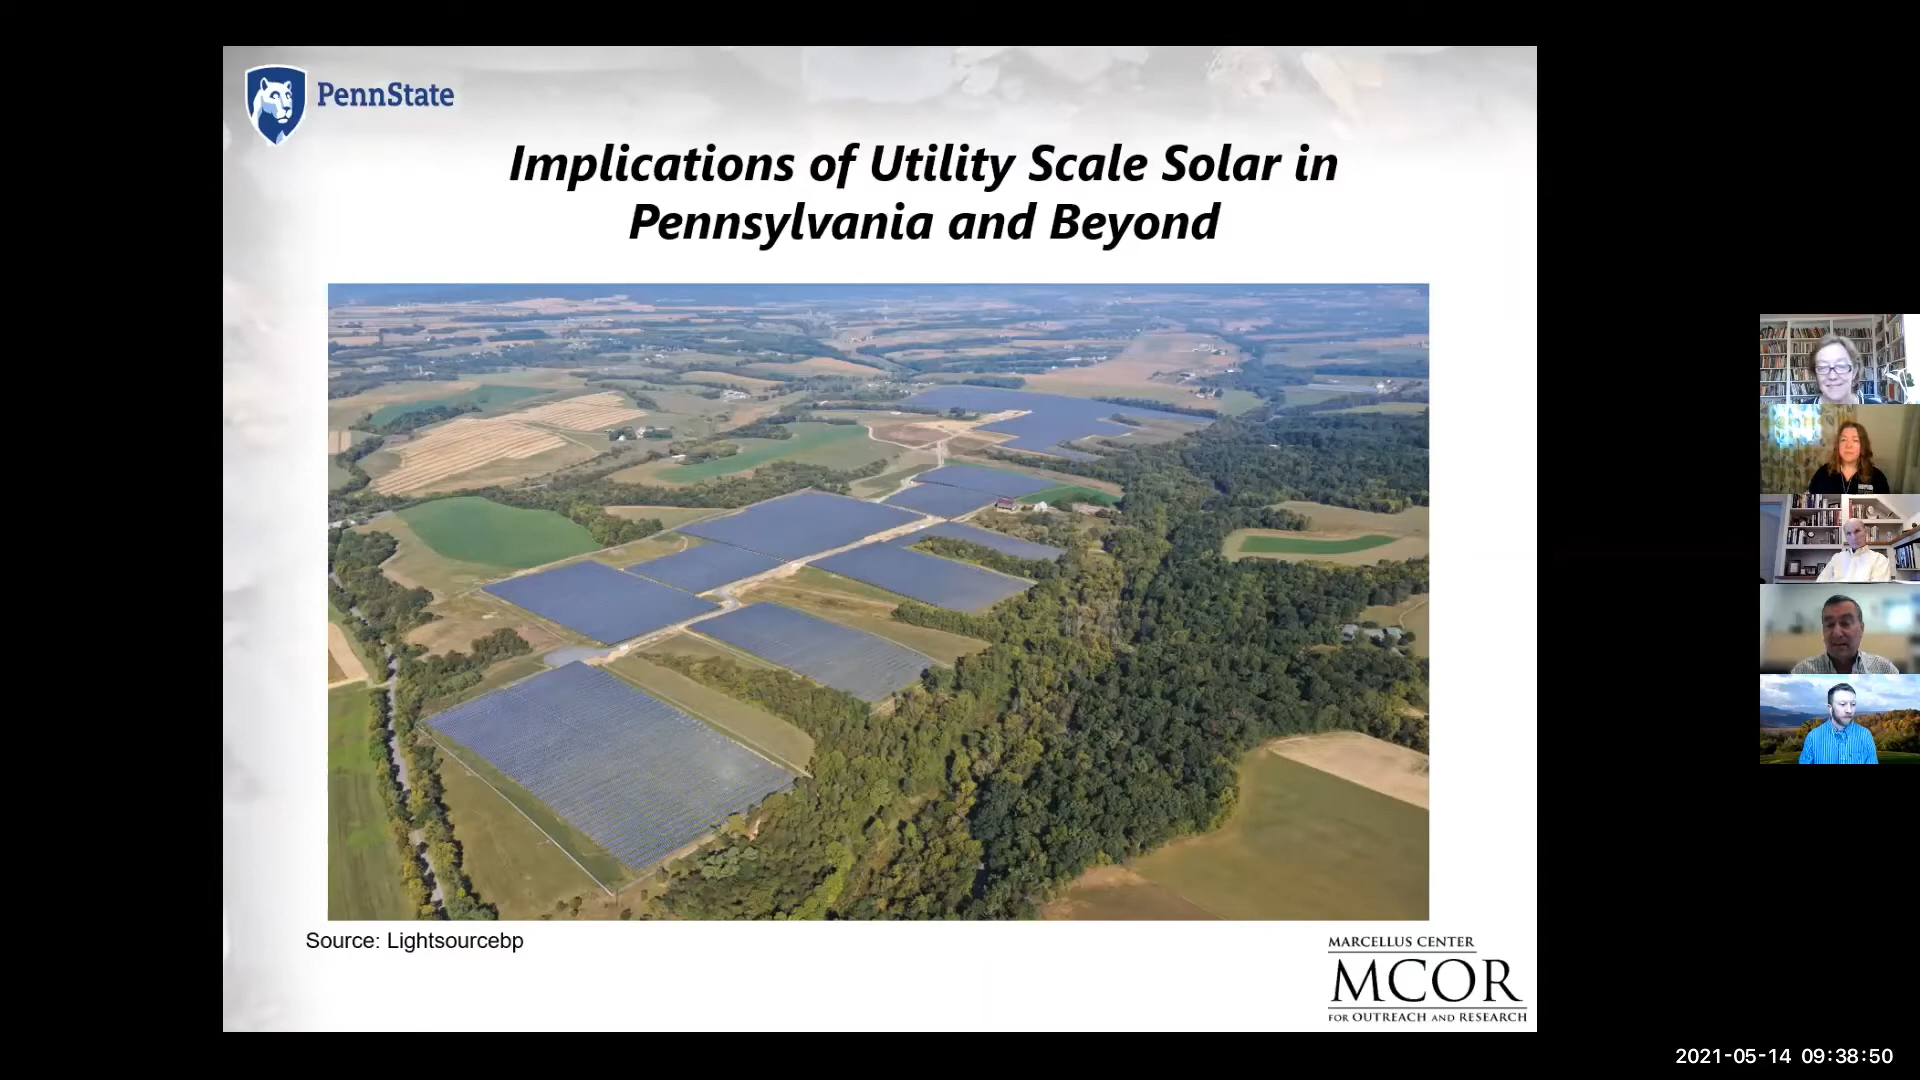 PennState
Implications of Utility Scale Solar in
Pennsylvania and Beyond
Source: Lightsourcebp
MARCELLUS CENTER
MCOR
FOR OUTREACH AND RESEARCH
2021-05-14 09:38:50